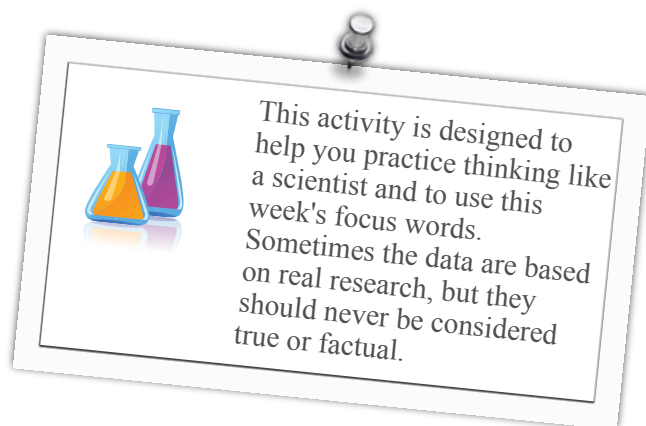 This activity is designed to
help you practice thinking like
a scientist and to use this
week's focus words.
Sometimes the data are based
on real research, but they
should never be considered
true or factual.